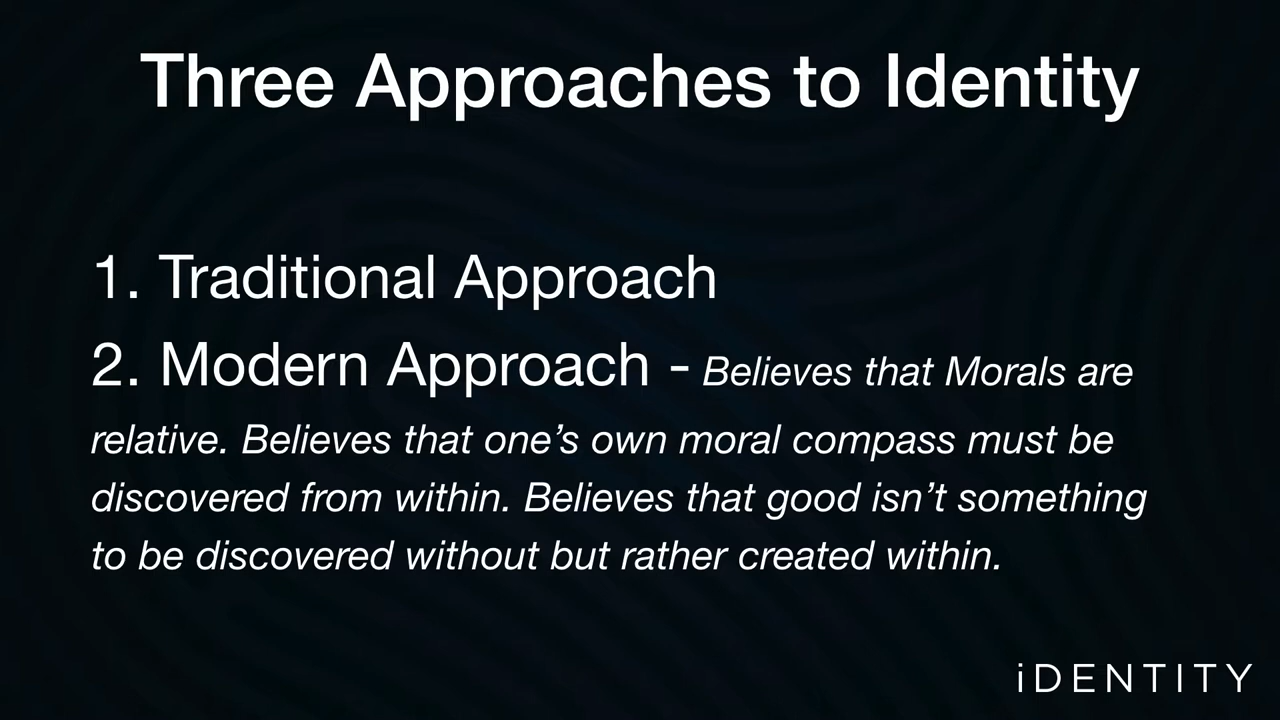 Three Approaches to Identity
1. Traditional Approach
2. Modern Approach - Believes that Morals are
relative. Believes that one’s own moral compass must be
discovered from within. Believes that good isn’t something
to be discovered without but rather created within.
iDENTITY